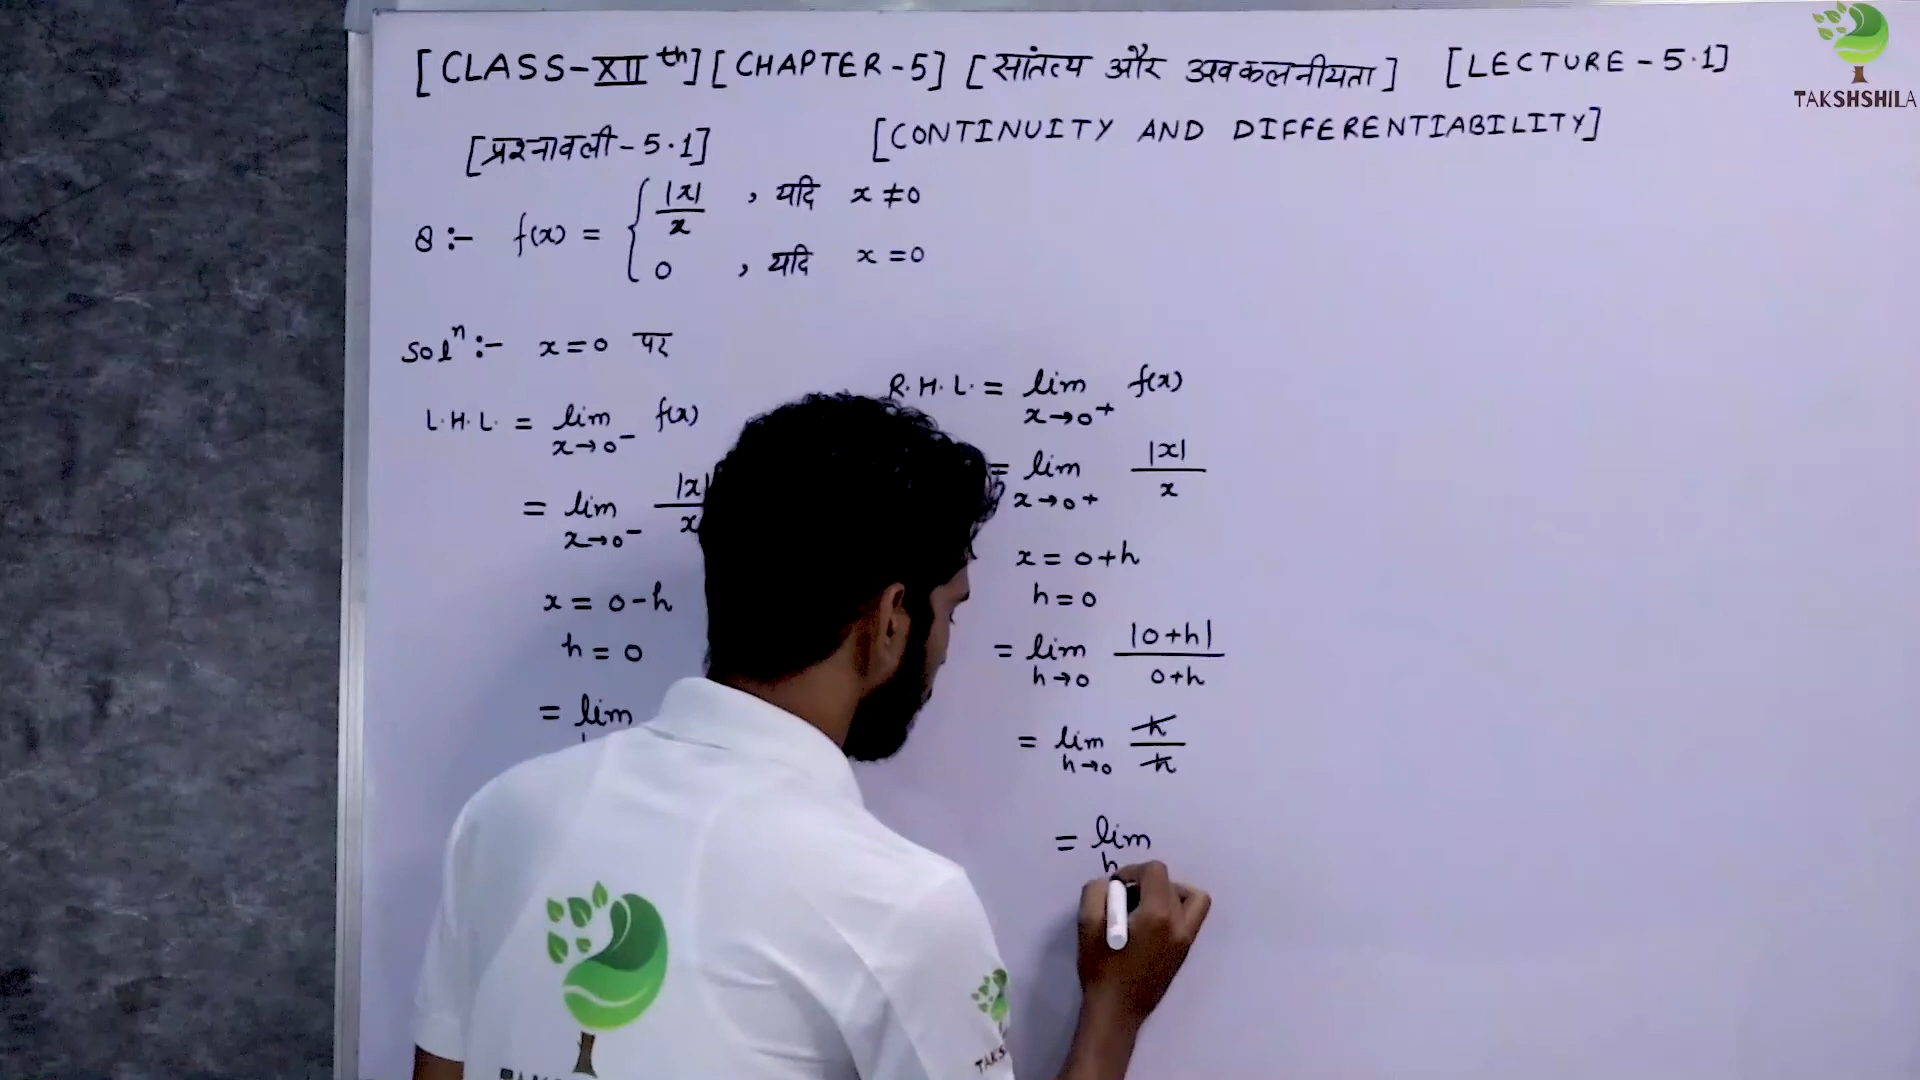 [CLASS-XII th] [CHAPTER-5] [सांतत्य और अवकलनीयता] [LECTURE-5.1]
TAKSHSHILA
[प्रश्नावली-5.1] [CONTINUITY AND DIFFERENTIABILITY]
8:- f(x) = { |x|/x , यदि x ≠ 0
0 , यदि x = 0
Solⁿ:- x = 0 पर
L.H.L. = lim x→0⁻ f(x)
= lim x→0⁻ |x|/x
x = 0-h
h = 0
= lim
R.H.L. = lim x→0⁺ f(x)
= lim x→0⁺ |x|/x
x = 0+h
h = 0
= lim h→0 |0+h|/0+h
= lim h→0 h/h
= lim h